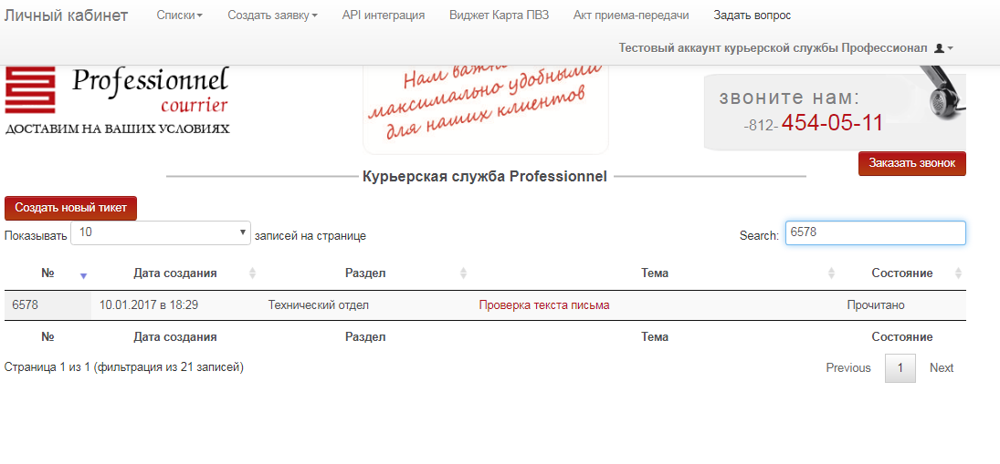 Личный кабинет Списки Создать заявку API интеграция Виджет Карта ПВЗ Акт приема-передачи Задать вопрос
Тестовый аккаунт курьерской службы Профессионал
Professionnel
courrier
ДОСТАВИМ НА ВАШИХ УСЛОВИЯХ
Нам
максимально удобными
для наших клиентов
звоните нам:
-812- 454-05-11
Заказать звонок
Курьерская служба Professionnel
Создать новый тикет
Показывать 10 записей на странице
Search: 6578
№ Дата создания Раздел Тема Состояние
6578 10.01.2017 в 18:29 Технический отдел Проверка текста письма Прочитано
№ Дата создания Раздел Тема Состояние
Страница 1 из 1 (фильтрация из 21 записей)
Previous 1 Next